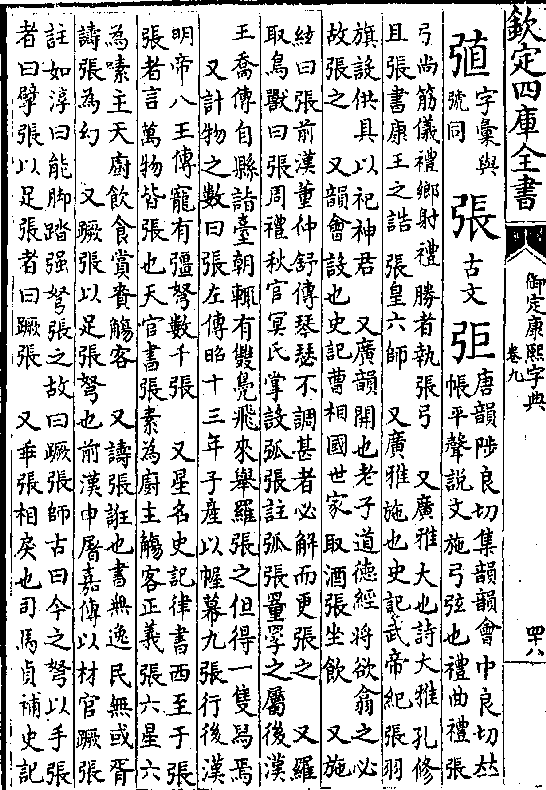 欽定四庫全書
御定康熙字典
卷九
四八
𢏺字彙與
號同
張古文𢎽唐韻陟良切集韻韻會中良切𠀤
帳平聲說文施弓弦也禮曲禮張
弓尚筋儀禮鄉射禮勝者執張弓 又廣雅大也詩大雅孔修
且張書康王之誥張皇六師 又廣雅施也史記武帝紀張羽
旗設供具以祀神君 又廣韻開也老子道德經將欲翕之必
故張之 又韻會設也史記曹相國世家取酒張坐飲 又施
絃曰張前漢董仲舒傳琴瑟不調甚者必解而更張之 又羅
取鳥獸曰張周禮秋官冥氏掌設弧張註弧張罿罦之屬後漢
王喬傳自縣詣臺朝輒有雙鳧飛來舉羅張之但得一隻舄焉
又計物之數曰張左傳昭十三年子產以幄幕九張行後漢
明帝八王傳寵有彊弩數千張 又星名史記律書西至于張
張者言萬物皆張也天官書張素為廚主觴客正義張六星六
為嗉主天廚飲食賞賚觴客 又譸張誑也書無逸民無或胥
譸張為幻 又蹶張以足張弩也前漢申屠嘉傳以材官蹶張
註如淳曰能脚踏强弩張之故曰蹶張師古曰今之弩以手張
者曰擘張以足張者曰蹶張 又乖張相戾也司馬貞補史記